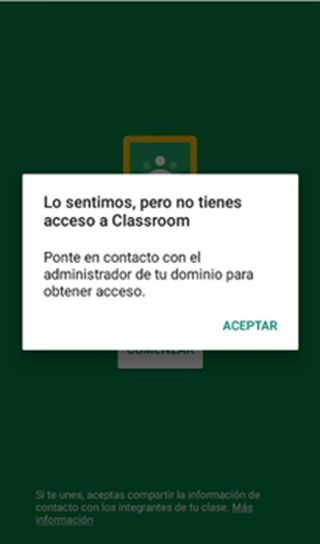 Lo sentimos, pero no tienes
acceso a Classroom
Ponte en contacto con el
administrador de tu dominio para
obtener acceso.
ACEPTAR
COMENZAR
Si te unes, aceptas compartir la información de
contacto con los integrantes de tu clase. Más
información